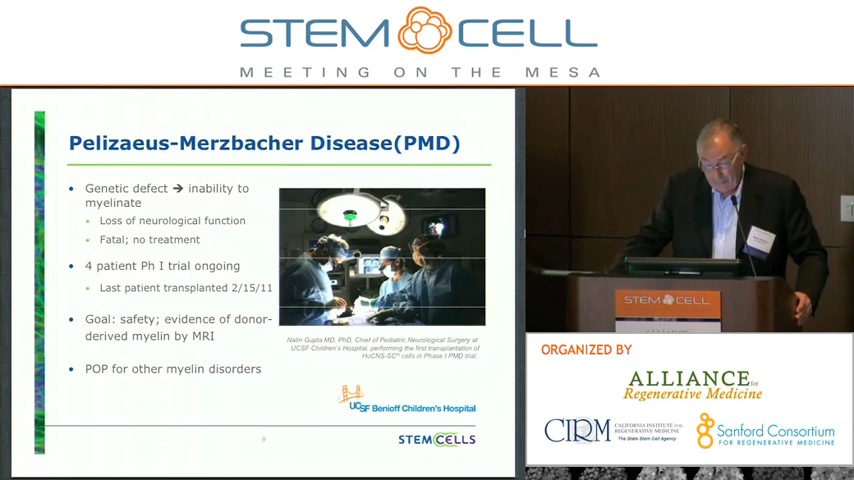 STEM CELL
MEETING ON THE MESA
Pelizaeus-Merzbacher Disease(PMD)
• Genetic defect ➔ inability to
myelinate
• Loss of neurological function
• Fatal; no treatment
• 4 patient Ph I trial ongoing
• Last patient transplanted 2/15/11
• Goal: safety; evidence of donor-
derived myelin by MRI
• POP for other myelin disorders
Nalin Gupta MD, PhD, Chief of Pediatric Neurological Surgery at
UCSF Children's Hospital, performing the first transplantation of
HuCNS-SC® cells in Phase I PMD trial.
UCSF Benioff Children's Hospital
9
STEMCELLS
STEM CELL
ORGANIZED BY
ALLIANCE for
Regenerative Medicine
CIRM
CALIFORNIA INSTITUTE FOR
REGENERATIVE MEDICINE
The State Stem Cell Agency
Sanford Consortium
FOR REGENERATIVE MEDICINE